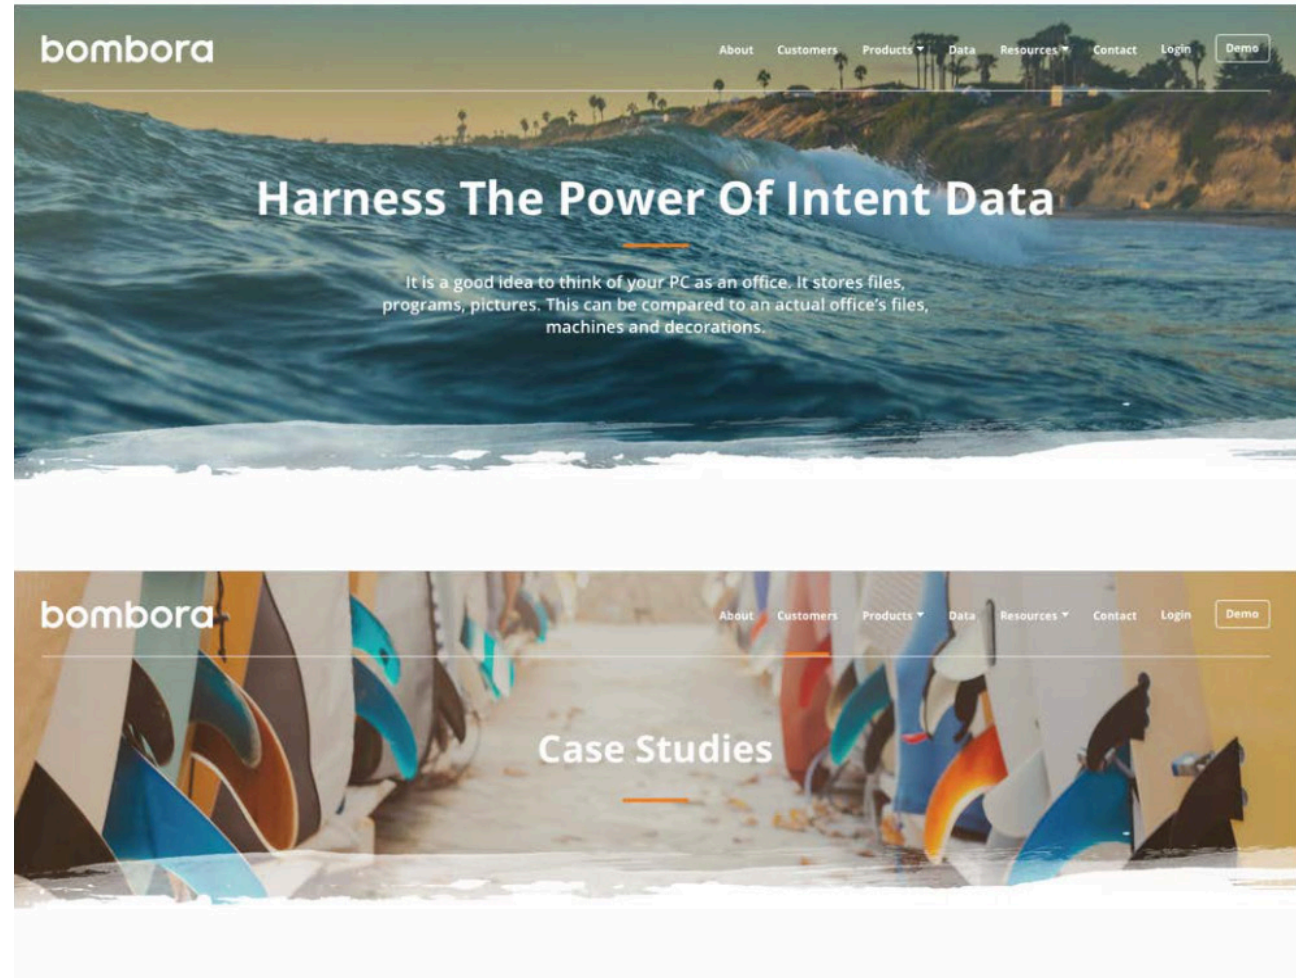 bombora
About Customers Products Data Resources Contact Login Demo
Harness The Power Of Intent Data
It is a good idea to think of your PC as an office. It stores files,
programs, pictures. This can be compared to an actual office's files,
machines and decorations.
bombora
About Customers Products Data Resources Contact Login Demo
Case Studies